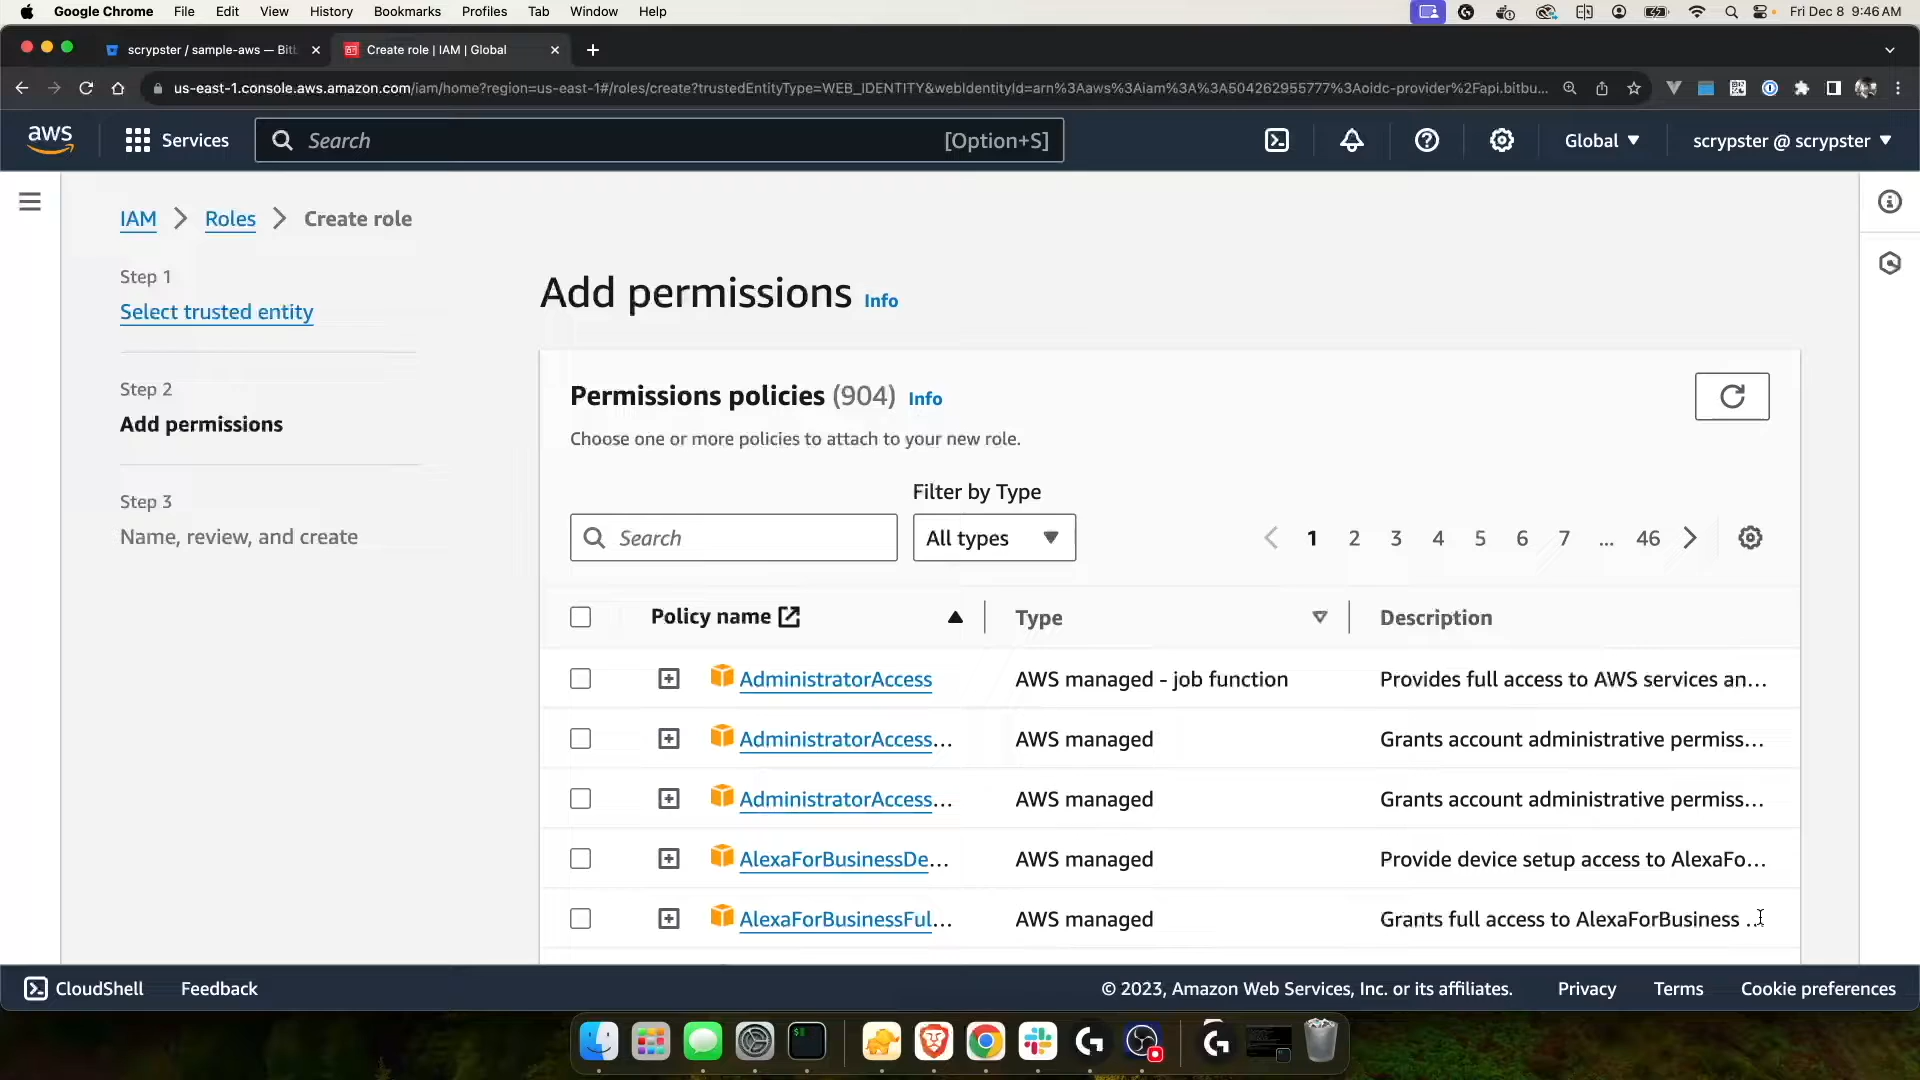 Google Chrome File Edit View History Bookmarks Profiles Tab Window Help Fri Dec 8 9:46 AM
scrypster / sample-aws — Bitb Create role | IAM | Global
us-east-1.console.aws.amazon.com/iam/home?region=us-east-1#/roles/create?trustedEntityType=WEB_IDENTITY&webIdentityId=arn%3Aaws%3Aiam%3A%3A504262955777%3Aoidc-provider%2Fapi.bitbu...
aws Services Search [Option+S] Global scrypster @ scrypster
IAM Roles Create role
Step 1
Select trusted entity
Step 2
Add permissions
Step 3
Name, review, and create
Add permissions Info
Permissions policies (904) Info
Choose one or more policies to attach to your new role.
Filter by Type
Search All types 1 2 3 4 5 6 7 ... 46
Policy name Type Description
AdministratorAccess AWS managed - job function Provides full access to AWS services an...
AdministratorAccess... AWS managed Grants account administrative permiss...
AdministratorAccess... AWS managed Grants account administrative permiss...
AlexaForBusinessDe... AWS managed Provide device setup access to AlexaFo...
AlexaForBusinessFul... AWS managed Grants full access to AlexaForBusiness ...
CloudShell Feedback © 2023, Amazon Web Services, Inc. or its affiliates. Privacy Terms Cookie preferences